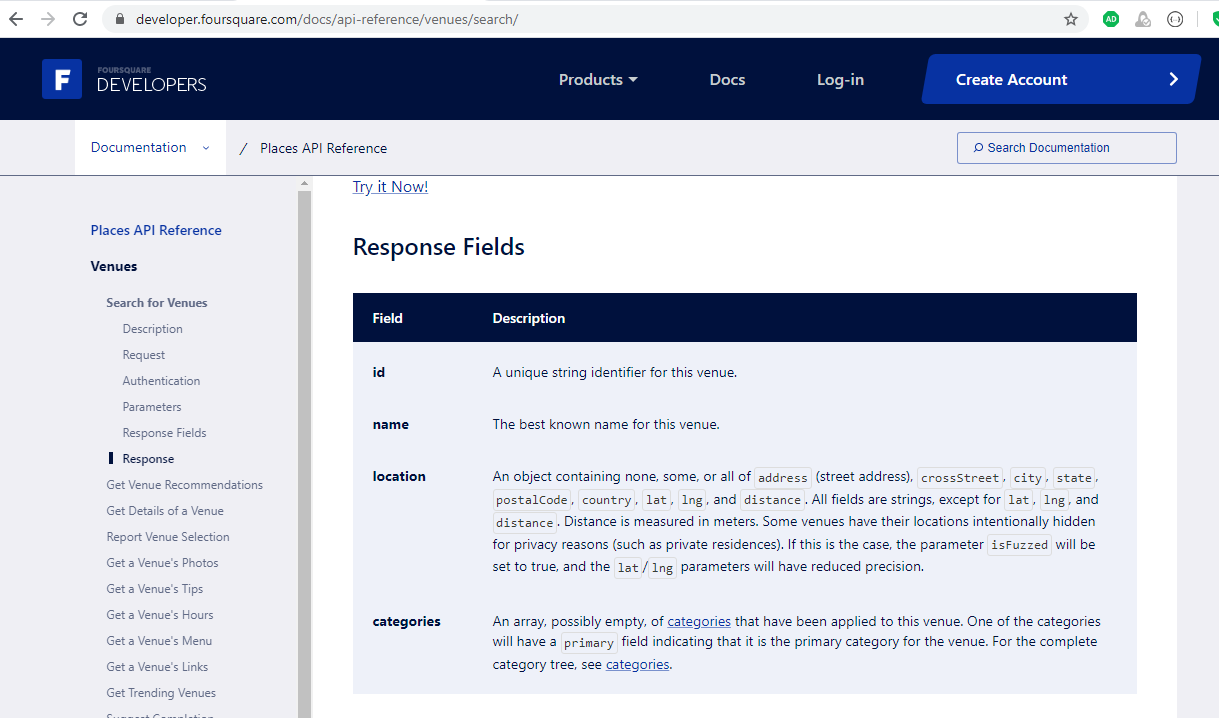 developer.foursquare.com/docs/api-reference/venues/search/
AD
F
FOURSQUARE
DEVELOPERS
Products
Docs
Log-in
Create Account
Documentation
/ Places API Reference
Search Documentation
Places API Reference
Venues
Search for Venues
Description
Request
Authentication
Parameters
Response Fields
Response
Get Venue Recommendations
Get Details of a Venue
Report Venue Selection
Get a Venue's Photos
Get a Venue's Tips
Get a Venue's Hours
Get a Venue's Menu
Get a Venue's Links
Get Trending Venues
Suggest Completion
Try it Now!
Response Fields
Field Description
id A unique string identifier for this venue.
name The best known name for this venue.
location An object containing none, some, or all of address (street address), crossStreet, city, state,
postalCode, country, lat, lng, and distance. All fields are strings, except for lat, lng, and
distance. Distance is measured in meters. Some venues have their locations intentionally hidden
for privacy reasons (such as private residences). If this is the case, the parameter isFuzzed will be
set to true, and the lat/lng parameters will have reduced precision.
categories An array, possibly empty, of categories that have been applied to this venue. One of the categories
will have a primary field indicating that it is the primary category for the venue. For the complete
category tree, see categories.